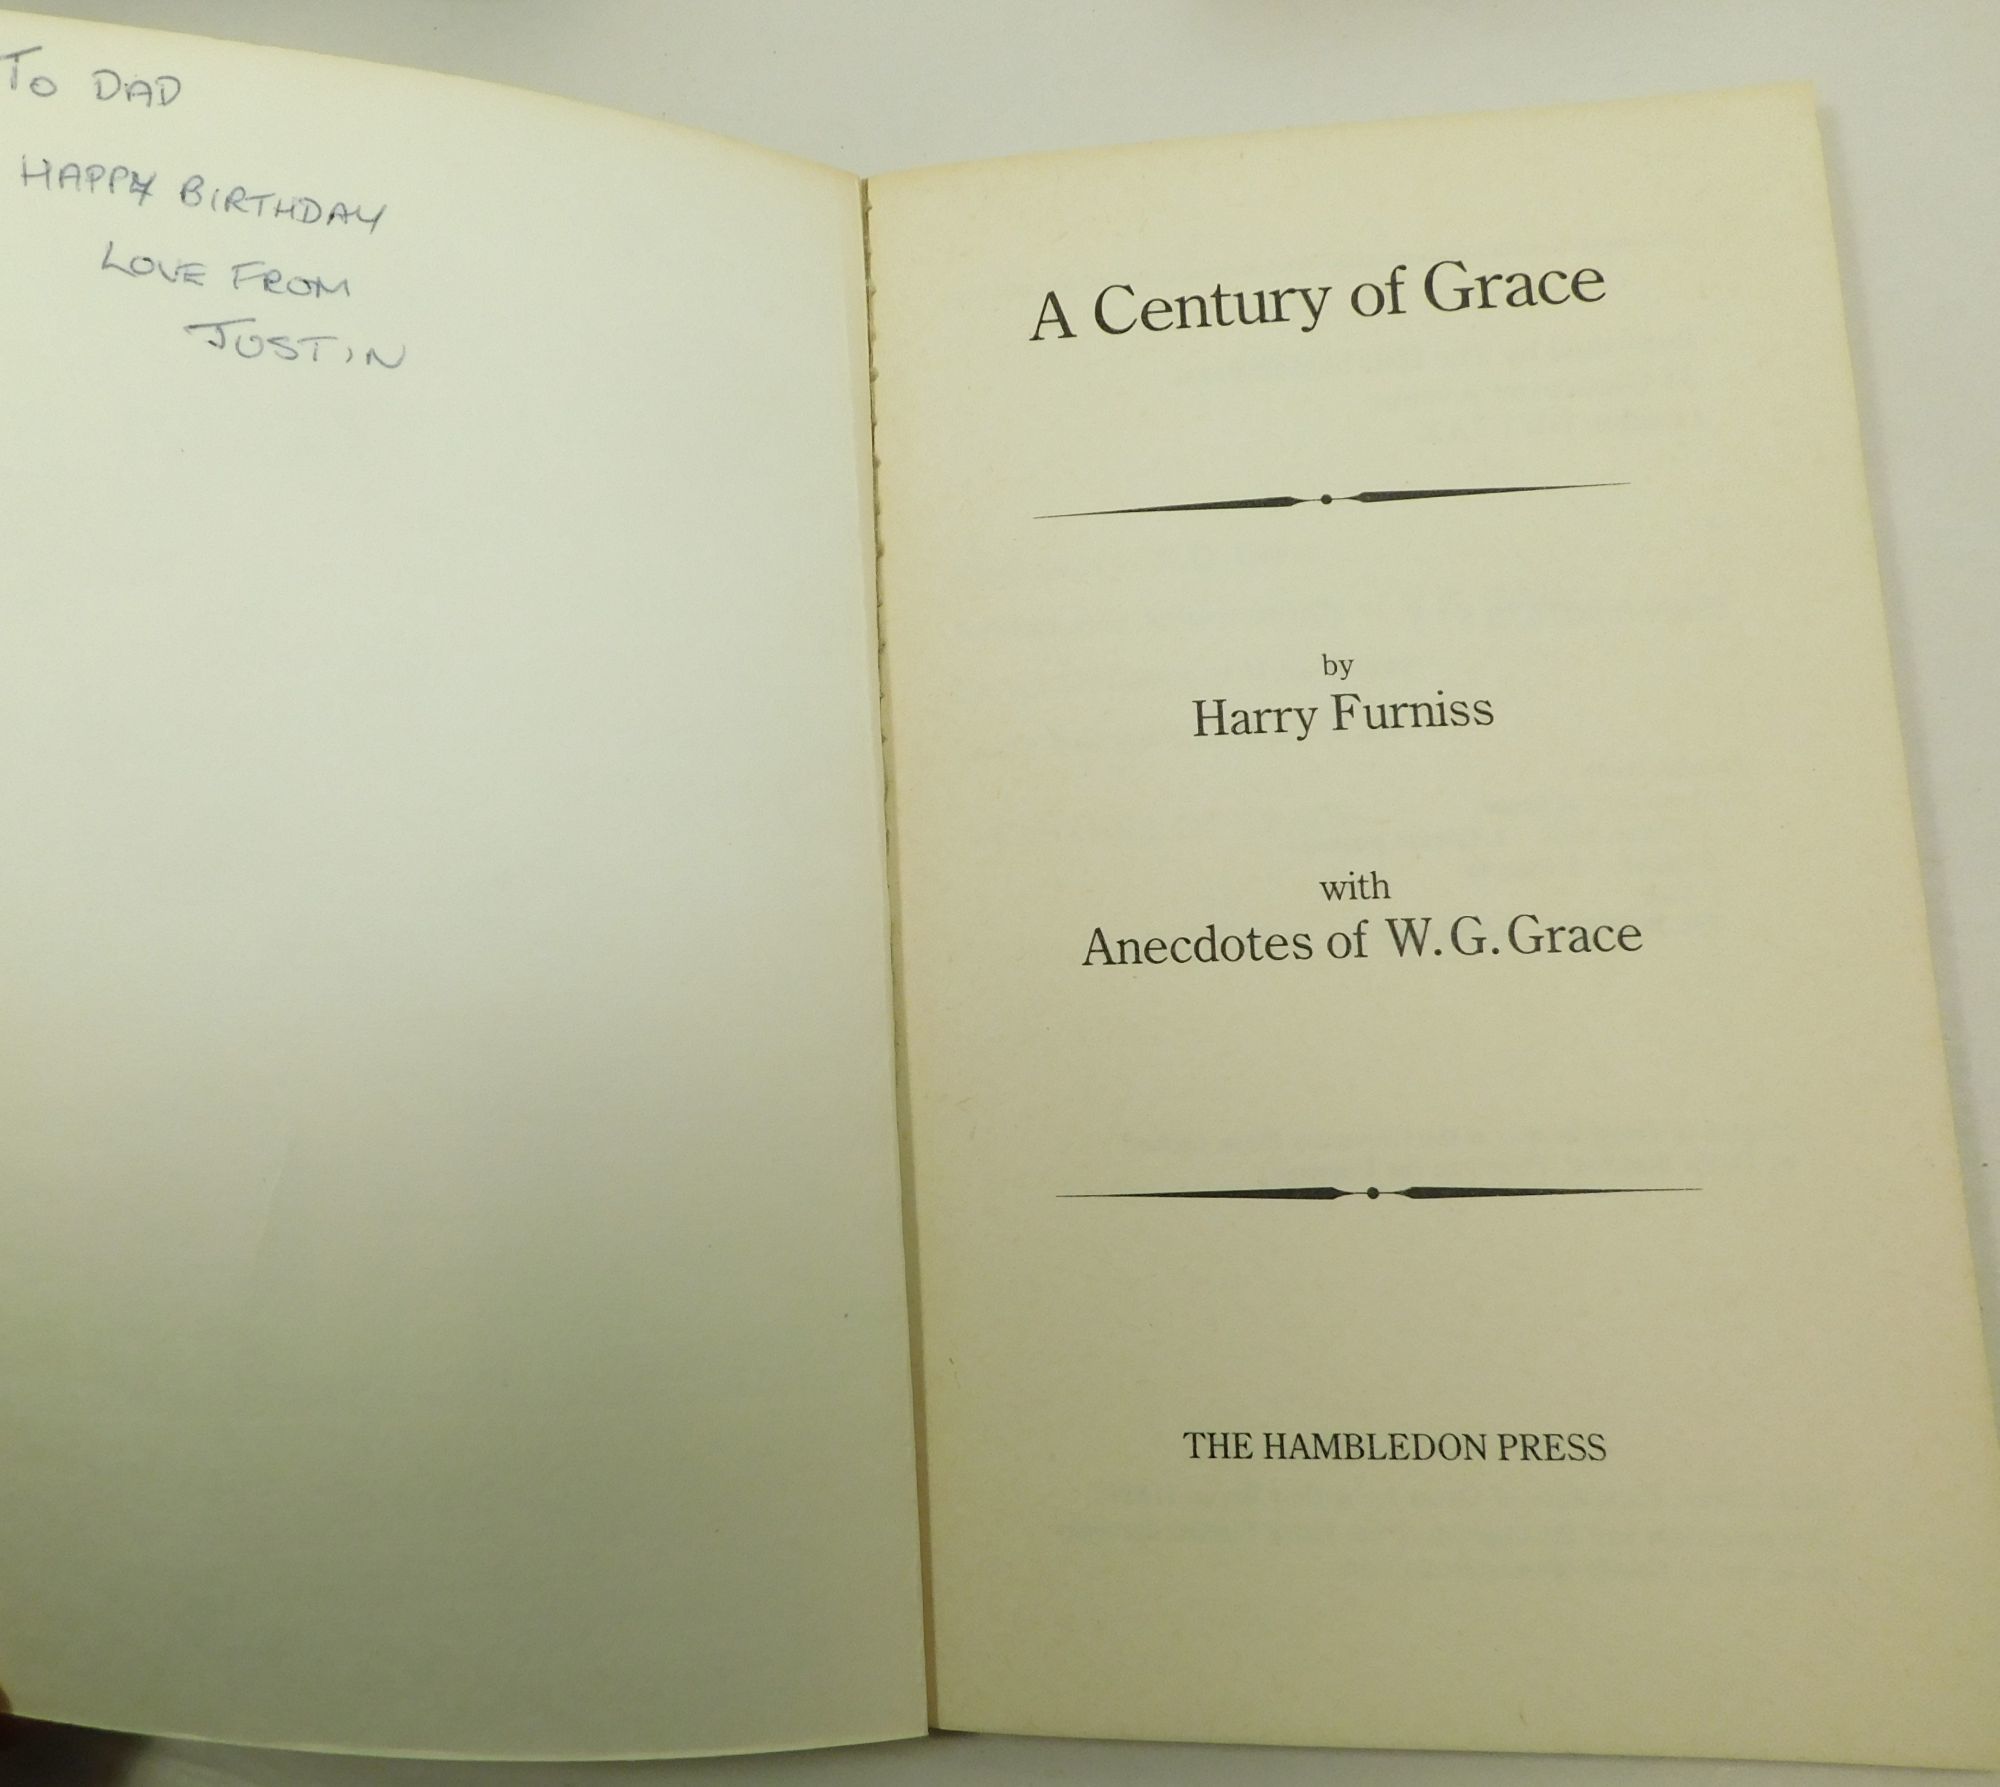 TO DAD
HAPPY BIRTHDAY
LOVE FROM
JUSTIN
A Century of Grace
by
Harry Furniss
with
Anecdotes of W. G. Grace
THE HAMBLEDON PRESS